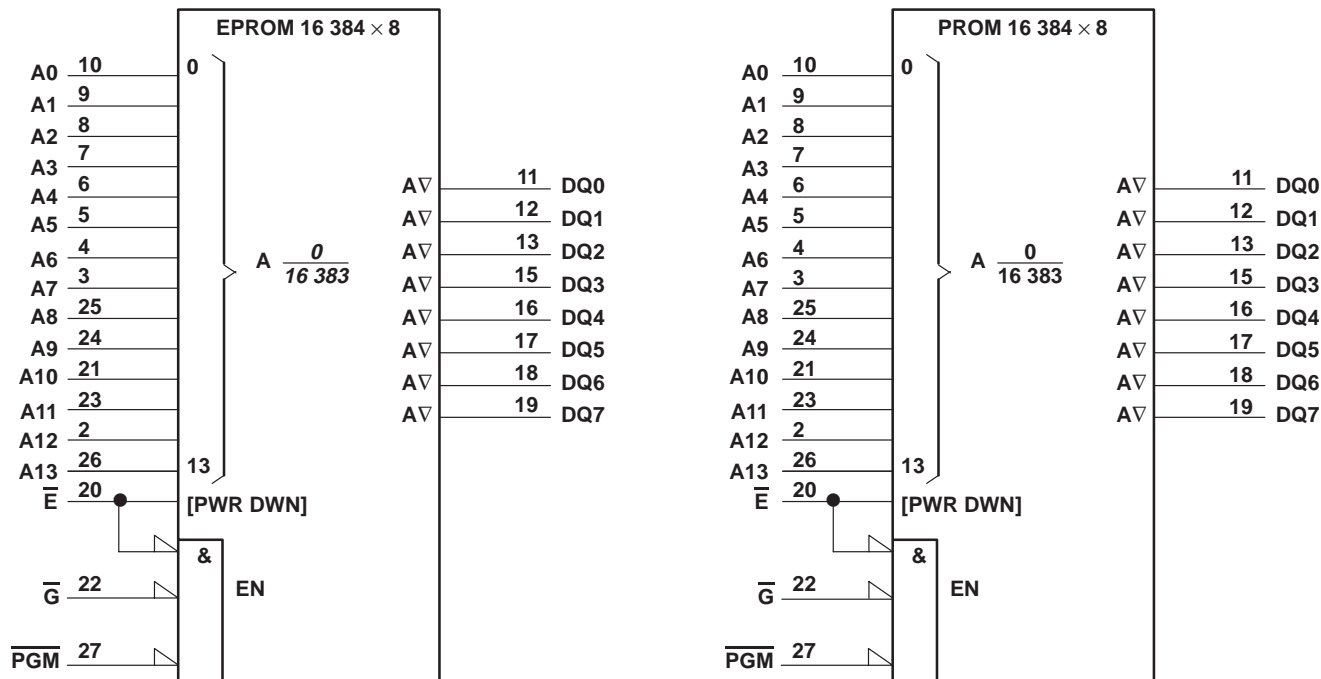 EPROM 16 384 × 8
A0 10 0
A1 9
A2 8
A3 7
A4 6
A5 5
A6 4
A7 3
A8 25
A9 24
A10 21
A11 23
A12 2
A13 26 13
E̅ 20 [PWR DWN]
&
G̅ 22 EN
P̅G̅M̅ 27
A 0
16 383
A∇ 11 DQ0
A∇ 12 DQ1
A∇ 13 DQ2
A∇ 15 DQ3
A∇ 16 DQ4
A∇ 17 DQ5
A∇ 18 DQ6
A∇ 19 DQ7
PROM 16 384 × 8
A0 10 0
A1 9
A2 8
A3 7
A4 6
A5 5
A6 4
A7 3
A8 25
A9 24
A10 21
A11 23
A12 2
A13 26 13
E̅ 20 [PWR DWN]
&
G̅ 22 EN
P̅G̅M̅ 27
A 0
16 383
A∇ 11 DQ0
A∇ 12 DQ1
A∇ 13 DQ2
A∇ 15 DQ3
A∇ 16 DQ4
A∇ 17 DQ5
A∇ 18 DQ6
A∇ 19 DQ7